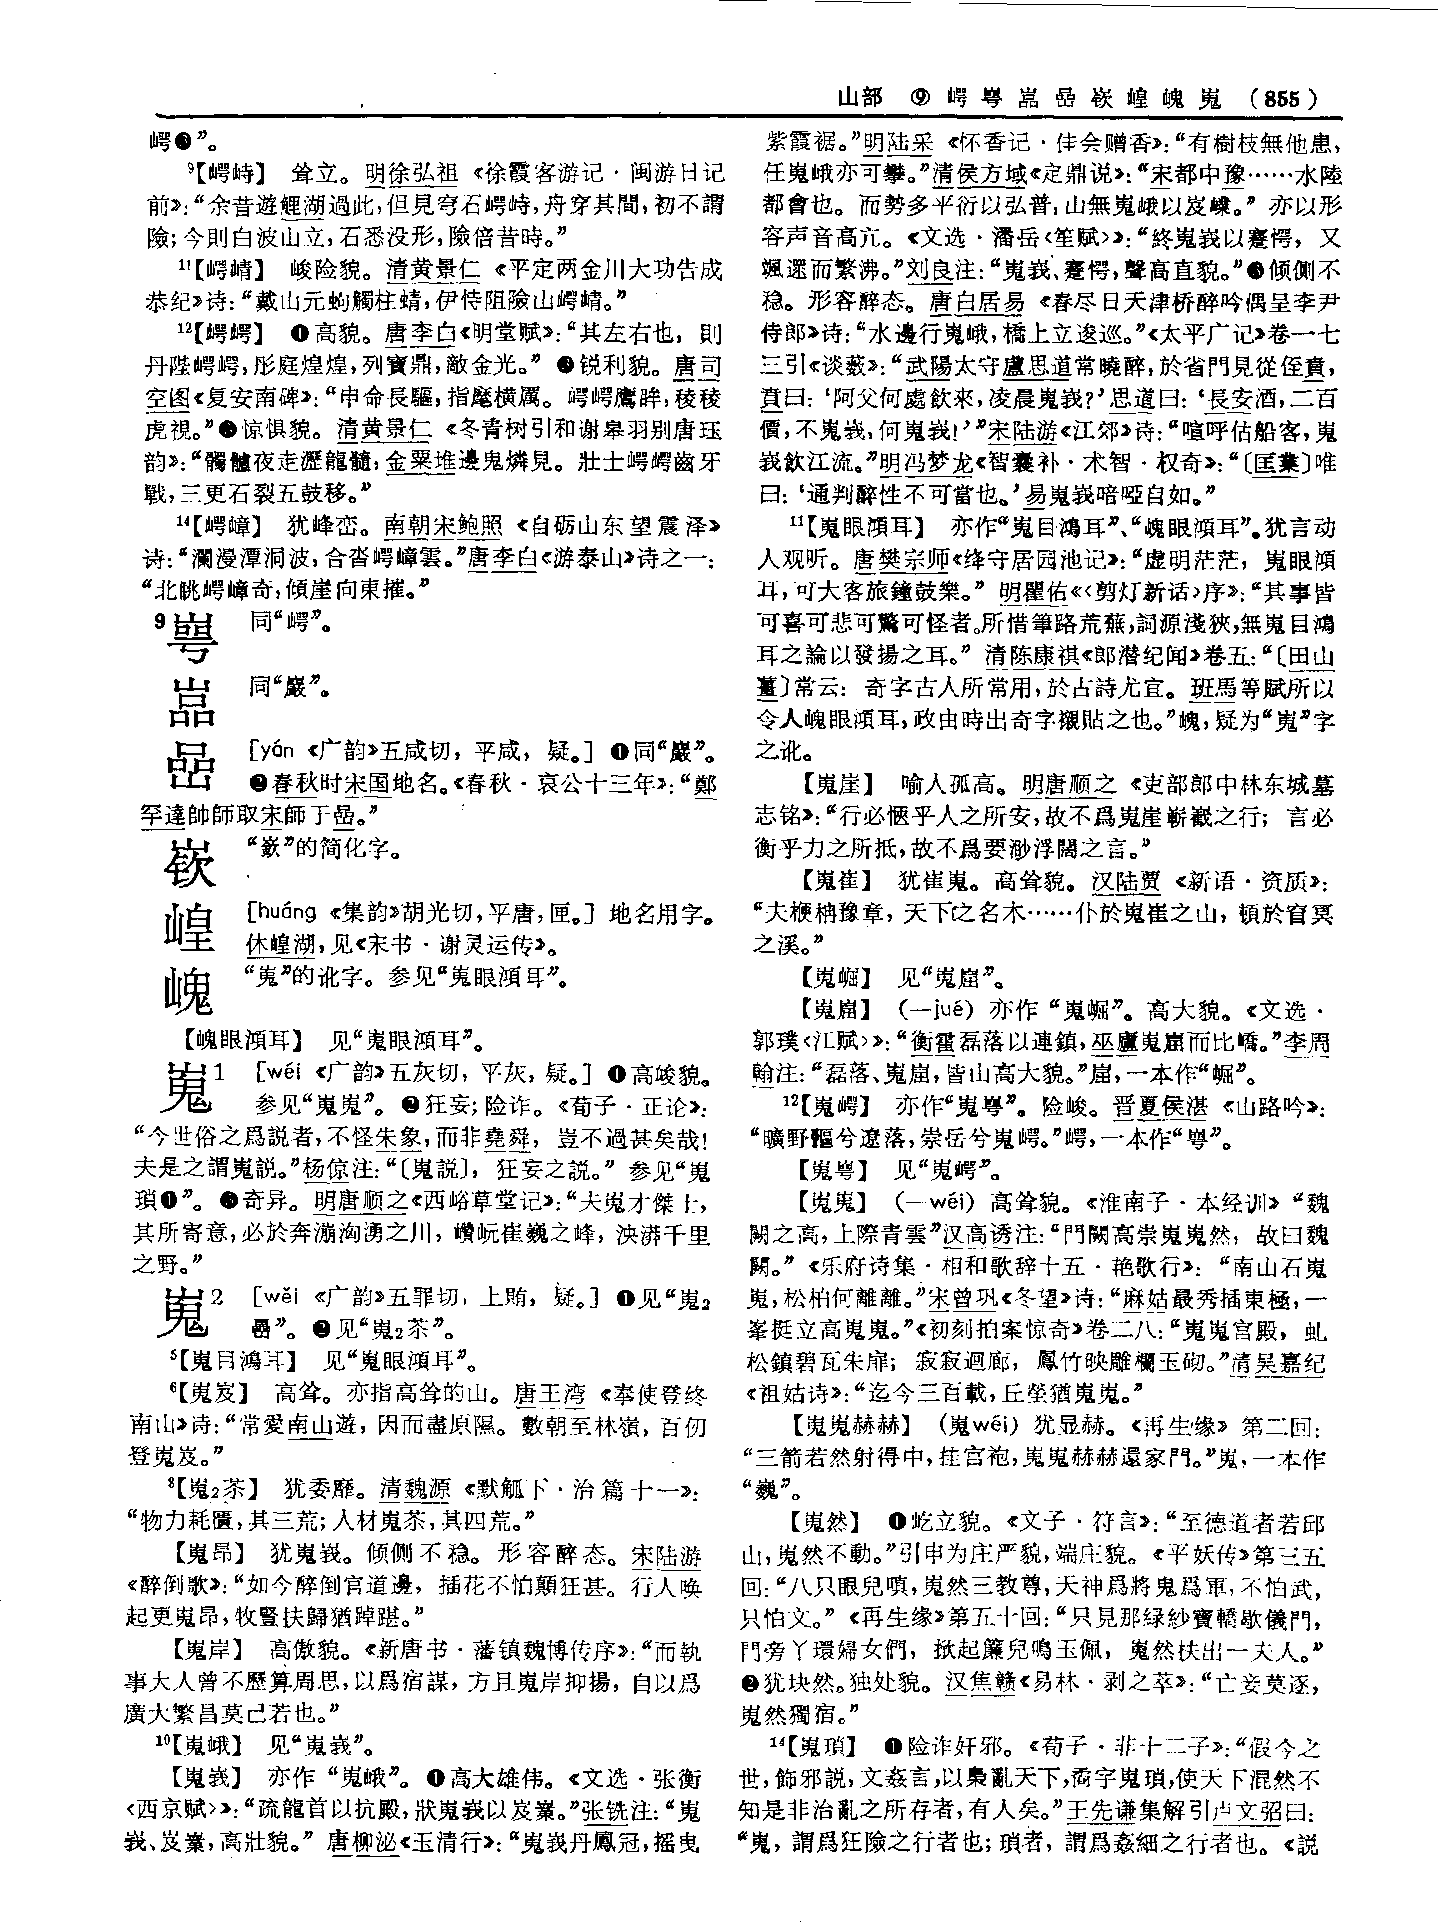 山部 ⑨ 崿 㟧 嵓 嵒 嵚 崲 嵬 嵬 (855)
崿❸”。
⁹【崿峙】 耸立。明徐弘祖《徐霞客游记·闽游日记
前》:“余昔遊鯉湖過此,但見穹石崿峙,舟穿其間,初不謂
險;今則白波山立,石悉没形,險倍昔時。”
¹¹【崿崝】 峻险貌。清黄景仁《平定两金川大功告成
恭纪》诗:“戴山元蚼觸柱蜻,伊恃阻險山崿崝。”
¹²【崿崿】 ❶高貌。唐李白《明堂赋》:“其左右也，則
丹陛崿崿,彤庭煌煌,列寶鼎,敵金光。” ❷锐利貌。唐司
空图《复安南碑》:“申命長驅,指麾横厲。崿崿鷹眸,稜稜
虎視。”❸惊惧貌。清黄景仁《冬青树引和谢皋羽别唐珏
韵》:“髑髏夜走瀝龍髓,金粟堆邊鬼燐見。壯士崿崿齒牙
戰,三更石裂五鼓移。”
¹⁴【崿嶂】 犹峰峦。南朝宋鲍照《自砺山东望震泽》
诗:“瀾漫潭洞波,合沓崿嶂雲。”唐李白《游泰山》诗之一:
“北眺崿嶂奇,傾崖向東摧。”
9㟧 同“崿”。
嵓 同“巖”。
嵒 [yán《广韵》五咸切，平咸，疑。] ❶同“巖”。
❷春秋时宋国地名。《春秋·哀公十三年》:“鄭
罕達帥師取宋師于嵒。”
嵚 “嶔”的简化字。
崲 [huáng《集韵》胡光切,平唐,匣。] 地名用字。
休崲湖,见《宋书·谢灵运传》。
“嵬”的讹字。参见“嵬眼澒耳”。
见“嵬眼澒耳”。
嵬1 [wéi《广韵》五灰切，平灰，疑。] ❶高峻貌。
参见“嵬嵬”。❷狂妄;险诈。《荀子·正论》:
“今世俗之爲説者,不怪朱象,而非堯舜，豈不過甚矣哉!
夫是之謂嵬説。”杨倞注:“〔嵬説〕，狂妄之説。” 参见“嵬
瑣❶”。❸奇异。明唐顺之《西峪草堂记》:“夫嵬才傑士,
其所寄意,必於奔湍洶湧之川，巑岏崔巍之峰，泱漭千里
之野。”
嵬2 [wěi《广韵》五罪切，上贿，疑。] ❶见“嵬₂
㠥”。❷见“嵬₂茶”。
⁵【嵬目鴻耳】 见“嵬眼澒耳”。
⁶【嵬岌】 高耸。亦指高耸的山。唐王湾《奉使登终
南山》诗:“常愛南山遊，因而盡原隰。數朝至林嶺，百仞
登嵬岌。”
⁸【嵬₂茶】 犹委靡。清魏源《默觚下·治篇十一》:
“物力耗匱,其三荒;人材嵬茶,其四荒。”
【嵬昂】 犹嵬峩。倾侧不稳。形容醉态。宋陆游
《醉倒歌》:“如今醉倒官道邊，插花不怕顛狂甚。行人唤
起更嵬昂,牧豎扶歸猶踔踸。”
【嵬岸】 高傲貌。《新唐书·藩镇魏博传序》:“而執
事大人曾不歷算周思,以爲宿謀，方且嵬岸抑揚，自以爲
廣大繁昌莫己若也。”
¹⁰【嵬峨】 见“嵬峩”。
【嵬峩】 亦作“嵬峨”。❶高大雄伟。《文选·张衡
〈西京赋〉》:“疏龍首以抗殿,狀嵬峩以岌嶪。”张铣注:“嵬
峩、岌嶪,高壯貌。” 唐柳泌《玉清行》:“嵬峩丹鳳冠,摇曳
紫霞裾。”明陆采《怀香记·佳会赠香》:“有樹枝無他患,
任嵬峨亦可攀。”清侯方域《定鼎说》:“宋都中豫……水陸
都會也。而勢多平衍以弘普,山無嵬峨以岌嶫。” 亦以形
容声音高亢。《文选·潘岳〈笙赋〉》:“終嵬峩以蹇愕，又
颯遝而繁沸。”刘良注:“嵬峩、蹇愕,聲高直貌。”❸倾侧不
稳。形容醉态。唐白居易《春尽日天津桥醉吟偶呈李尹
侍郎》诗:“水邊行嵬峨,橋上立逡巡。”《太平广记》卷一七
三引《谈薮》:“武陽太守盧思道常曉醉,於省門見從侄賁,
賁曰:‘阿父何處飲來,凌晨嵬峩?’思道曰:‘長安酒,二百
價,不嵬峩,何嵬峩!’”宋陆游《江郊》诗:“喧呼估船客,嵬
峩飲江流。”明冯梦龙《智囊补·术智·权奇》:“〔匡業〕唯
曰:‘通判醉性不可當也。’易嵬峩喑啞自如。”
¹¹【嵬眼澒耳】 亦作“嵬目鴻耳”、“嵬眼澒耳”。犹言动
人观听。唐樊宗师《绛守居园池记》:“虚明茫茫，嵬眼澒
耳,可大客旅鐘鼓樂。” 明瞿佑《〈剪灯新话〉序》:“其事皆
可喜可悲可驚可怪者。所惜筆路荒蕪,詞源淺狹,無嵬目鴻
耳之論以發揚之耳。” 清陈康祺《郎潜纪闻》卷五:“〔田山
薑〕常云：奇字古人所常用,於古詩尤宜。班馬等賦所以
令人嵬眼澒耳,政由時出奇字襯貼之也。”嵬,疑为“嵬”字
之讹。
【嵬崖】 喻人孤高。明唐顺之《吏部郎中林东城墓
志铭》:“行必愜乎人之所安,故不爲嵬崖嶄巀之行；言必
衡乎力之所抵,故不爲要渺浮闊之言。”
【嵬崔】 犹崔嵬。高耸貌。汉陆贾《新语·资质》:
“夫楩柟豫章，天下之名木……仆於嵬崔之山，頓於窅冥
之溪。”
【嵬崛】 见“嵬崫”。
【嵬崫】 (—jué) 亦作“嵬崛”。高大貌。《文选·
郭璞〈江赋〉》:“衡霍磊落以連鎮,巫廬嵬崫而比嶠。”李周
翰注:“磊落、嵬崫,皆山高大貌。”崫,一本作“崛”。
¹²【嵬崿】 亦作“嵬㟧”。险峻。晋夏侯湛《山路吟》:
“曠野驅兮遼落,崇岳兮嵬崿。”崿,一本作“㟧”。
【嵬㟧】 见“嵬崿”。
【嵬嵬】 (—wéi) 高耸貌。《淮南子·本经训》“魏
闕之高,上際青雲”汉高诱注:“門闕高崇嵬嵬然，故曰魏
闕。”《乐府诗集·相和歌辞十五·艳歌行》:“南山石嵬
嵬,松柏何離離。”宋曾巩《冬望》诗:“麻姑最秀插東極,一
峯挺立高嵬嵬。”《初刻拍案惊奇》卷二八:“嵬嵬宫殿，虬
松鎮碧瓦朱扉；寂寂迴廊，鳳竹映雕欄玉砌。”清吴嘉纪
《祖姑诗》:“迄今三百載,丘塋猶嵬嵬。”
【嵬嵬赫赫】 (嵬wéi) 犹显赫。《再生缘》第二回:
“三箭若然射得中,挂宫袍,嵬嵬赫赫還家門。”嵬,一本作
“巍”。
【嵬然】 ❶屹立貌。《文子·符言》:“至德道者若邱
山,嵬然不動。”引申为庄严貌,端庄貌。《平妖传》第三五
回:“八只眼兒嗔,嵬然三教尊,天神爲將鬼爲軍,不怕武,
只怕文。”《再生缘》第五十回:“只見那緑紗寶轎歇儀門,
門旁丫環婦女們，揿起簾兒鳴玉佩，嵬然扶出一夫人。”
❷犹块然。独处貌。汉焦赣《易林·剥之萃》:“亡妾莫逐,
嵬然獨宿。”
¹⁴【嵬瑣】 ❶险诈奸邪。《荀子·非十二子》:“假今之
世,飾邪説,文姦言,以梟亂天下,矞宇嵬瑣,使天下混然不
知是非治亂之所存者,有人矣。”王先谦集解引卢文弨曰:
“嵬，謂爲狂險之行者也;瑣者，謂爲姦細之行者也。《説